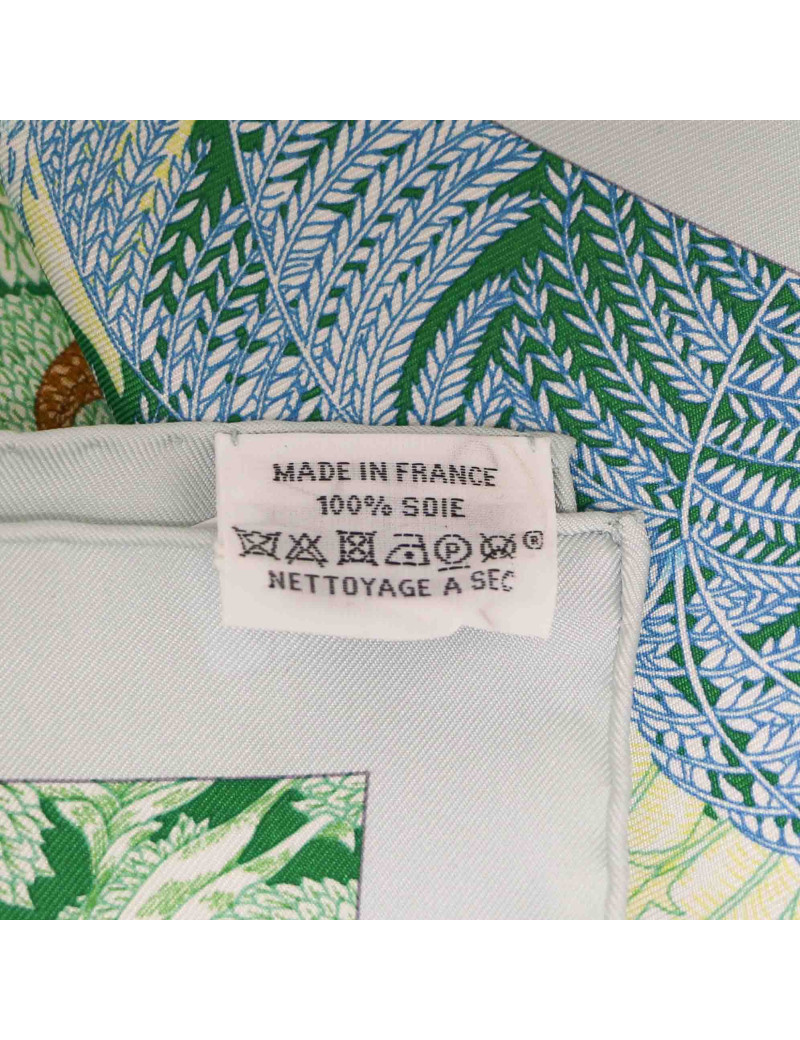 MADE IN FRANCE
100% SOIE
P ®
NETTOYAGE A SEC